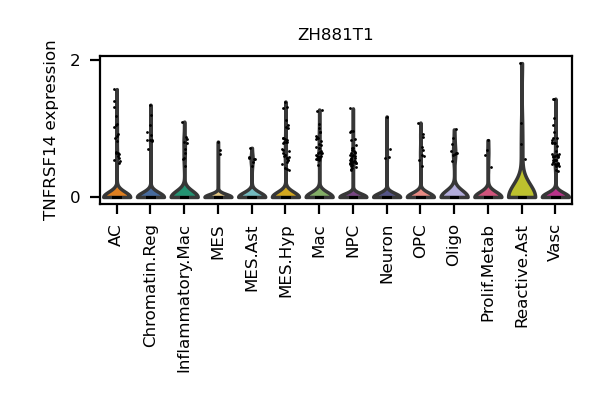 ZH881T1
TNFRSF14 expression
2
0
AC
Chromatin.Reg
Inflammatory.Mac
MES
MES.Ast
MES.Hyp
Mac
NPC
Neuron
OPC
Oligo
Prolif.Metab
Reactive.Ast
Vasc